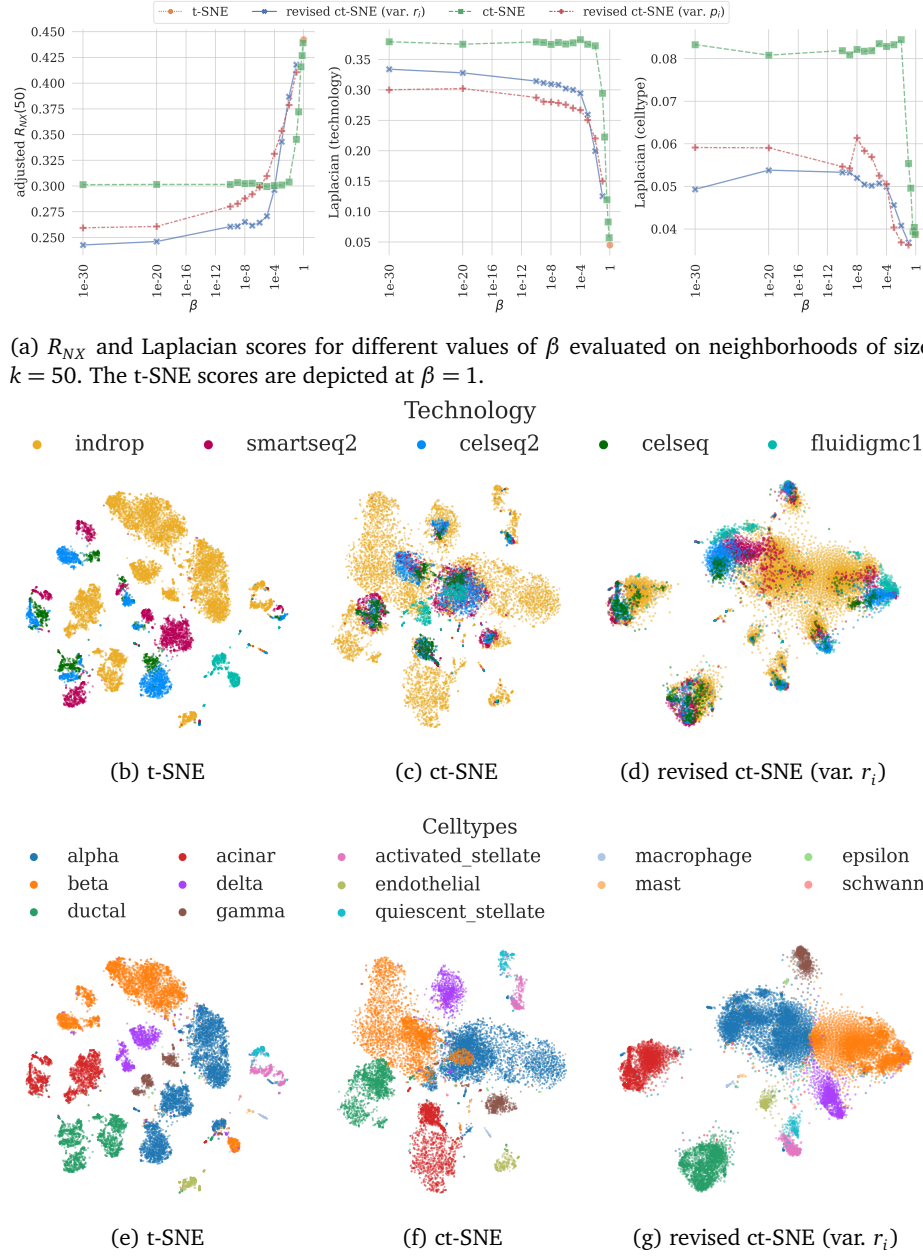 t-SNE revised ct-SNE (var. r_i) ct-SNE revised ct-SNE (var. p_i)
adjusted R_NX(50)
0.450
0.425
0.400
0.375
0.350
0.325
0.300
0.275
0.250
1e-30
1e-20
1e-16
1e-12
1e-8
1e-4
1
β
Laplacian (technology)
0.35
0.30
0.25
0.20
0.15
0.10
0.05
1e-30
1e-20
1e-16
1e-12
1e-8
1e-4
1
β
Laplacian (celltype)
0.08
0.07
0.06
0.05
0.04
1e-30
1e-20
1e-16
1e-12
1e-8
1e-4
1
β
(a) R_NX and Laplacian scores for different values of β evaluated on neighborhoods of size
k = 50. The t-SNE scores are depicted at β = 1.
Technology
indrop smartseq2 celseq2 celseq fluidigmc1
(b) t-SNE (c) ct-SNE (d) revised ct-SNE (var. r_i)
Celltypes
alpha acinar activated_stellate macrophage epsilon
beta delta endothelial mast schwann
ductal gamma quiescent_stellate
(e) t-SNE (f) ct-SNE (g) revised ct-SNE (var. r_i)